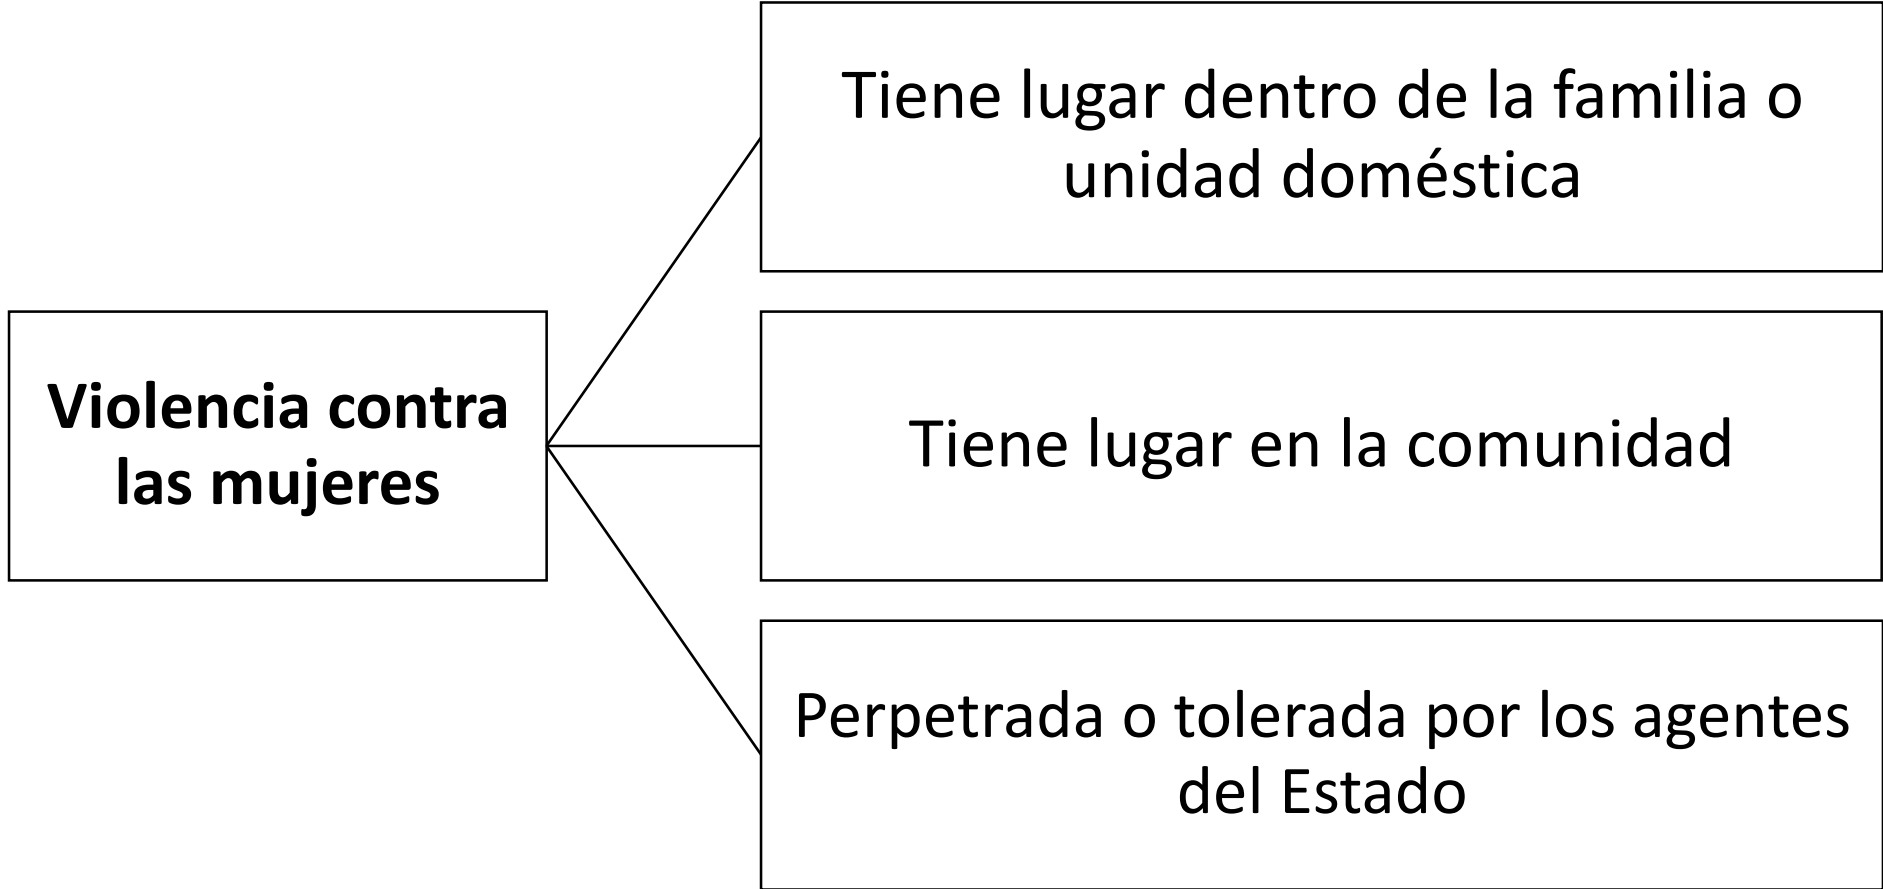 Tiene lugar dentro de la familia o
unidad doméstica
Violencia contra
las mujeres
Tiene lugar en la comunidad
Perpetrada o tolerada por los agentes
del Estado